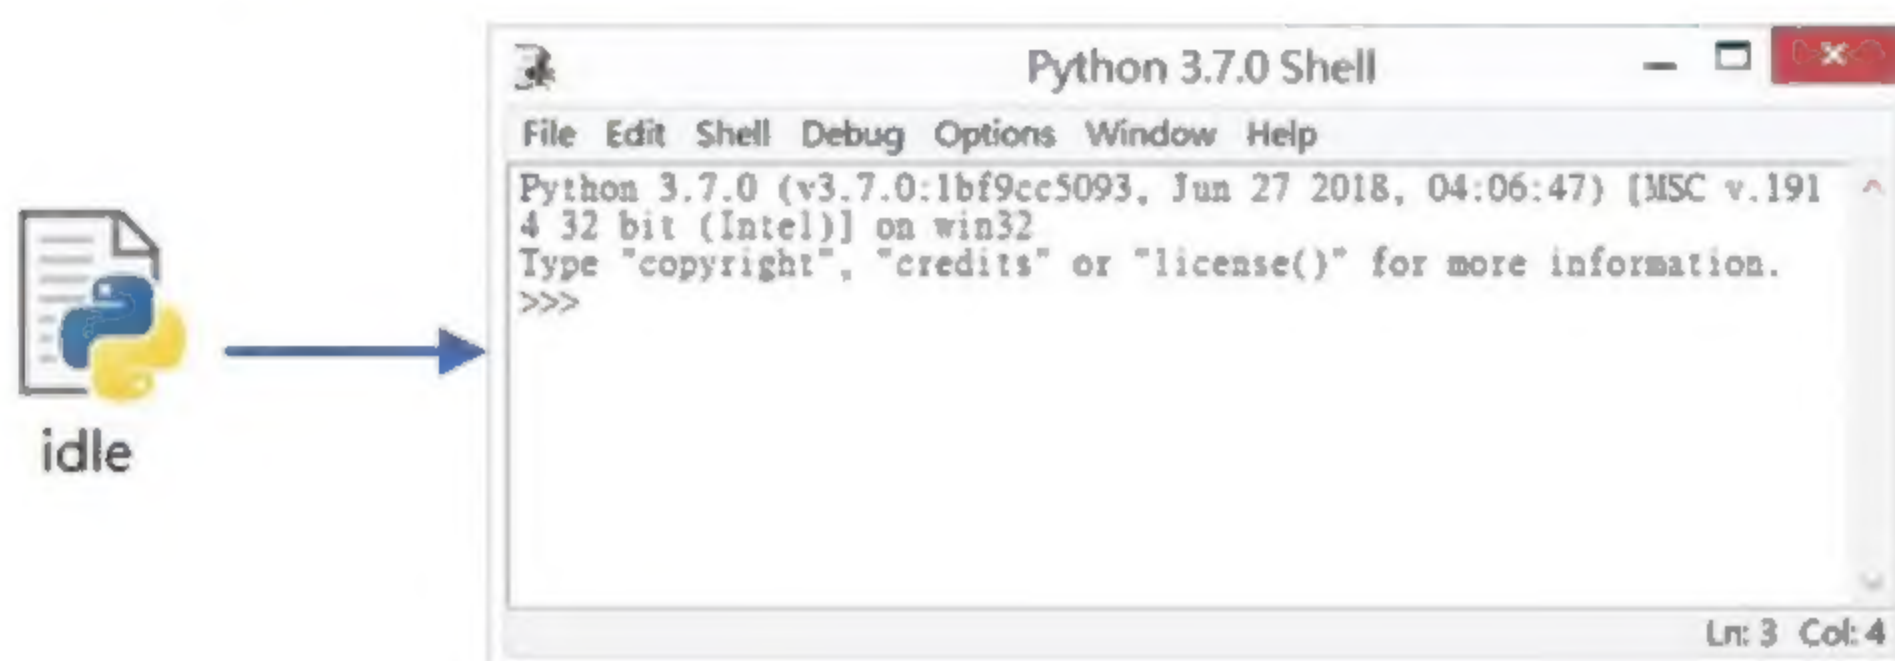 Python 3.7.0 Shell
File Edit Shell Debug Options Window Help
Python 3.7.0 (v3.7.0:1bf9cc5093, Jun 27 2018, 04:06:47) [MSC v.191
4 32 bit (Intel)] on win32
Type "copyright", "credits" or "license()" for more information.
>>>
idle
Ln: 3 Col: 4